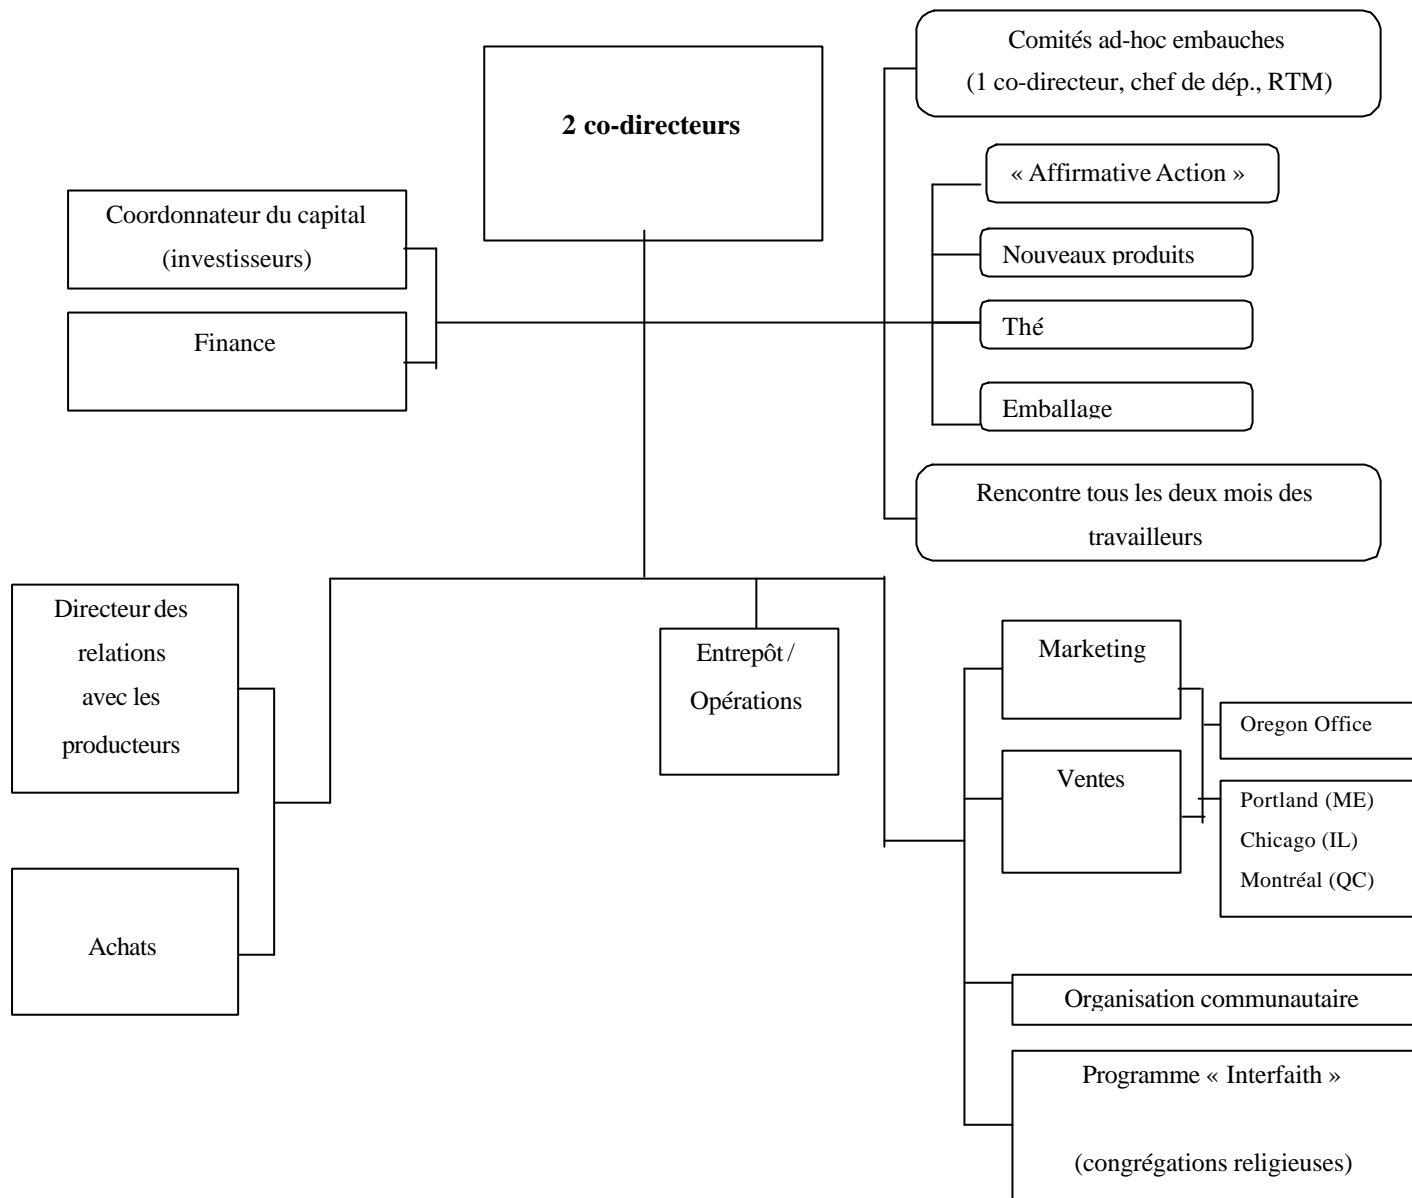 Comités ad-hoc embauches
(1 co-directeur, chef de dép., RTM)
2 co-directeurs
« Affirmative Action »
Coordonnateur du capital
(investisseurs)
Nouveaux produits
Thé
Finance
Emballage
Rencontre tous les deux mois des
travailleurs
Directeur des
relations
avec les
producteurs
Entrepôt /
Opérations
Marketing
Oregon Office
Ventes
Portland (ME)
Chicago (IL)
Montréal (QC)
Achats
Organisation communautaire
Programme « Interfaith »
(congrégations religieuses)